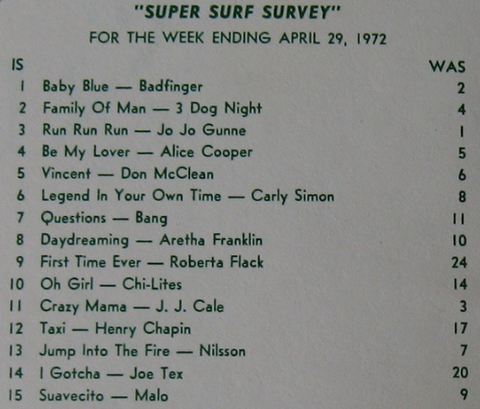 "SUPER SURF SURVEY"
FOR THE WEEK ENDING APRIL 29, 1972
IS WAS
1 Baby Blue — Badfinger 2
2 Family Of Man — 3 Dog Night 4
3 Run Run Run — Jo Jo Gunne 1
4 Be My Lover — Alice Cooper 5
5 Vincent — Don McClean 6
6 Legend In Your Own Time — Carly Simon 8
7 Questions — Bang 11
8 Daydreaming — Aretha Franklin 10
9 First Time Ever — Roberta Flack 24
10 Oh Girl — Chi-Lites 14
11 Crazy Mama — J. J. Cale 3
12 Taxi — Henry Chapin 17
13 Jump Into The Fire — Nilsson 7
14 I Gotcha — Joe Tex 20
15 Suavecito — Malo 9